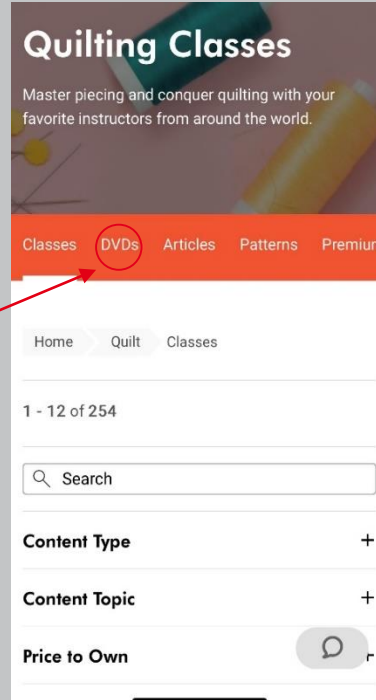 Quilting Classes
Master piecing and conquer quilting with your
favorite instructors from around the world.
Classes DVDs Articles Patterns Premium
Home Quilt Classes
1 - 12 of 254
Search
Content Type +
Content Topic +
Price to Own